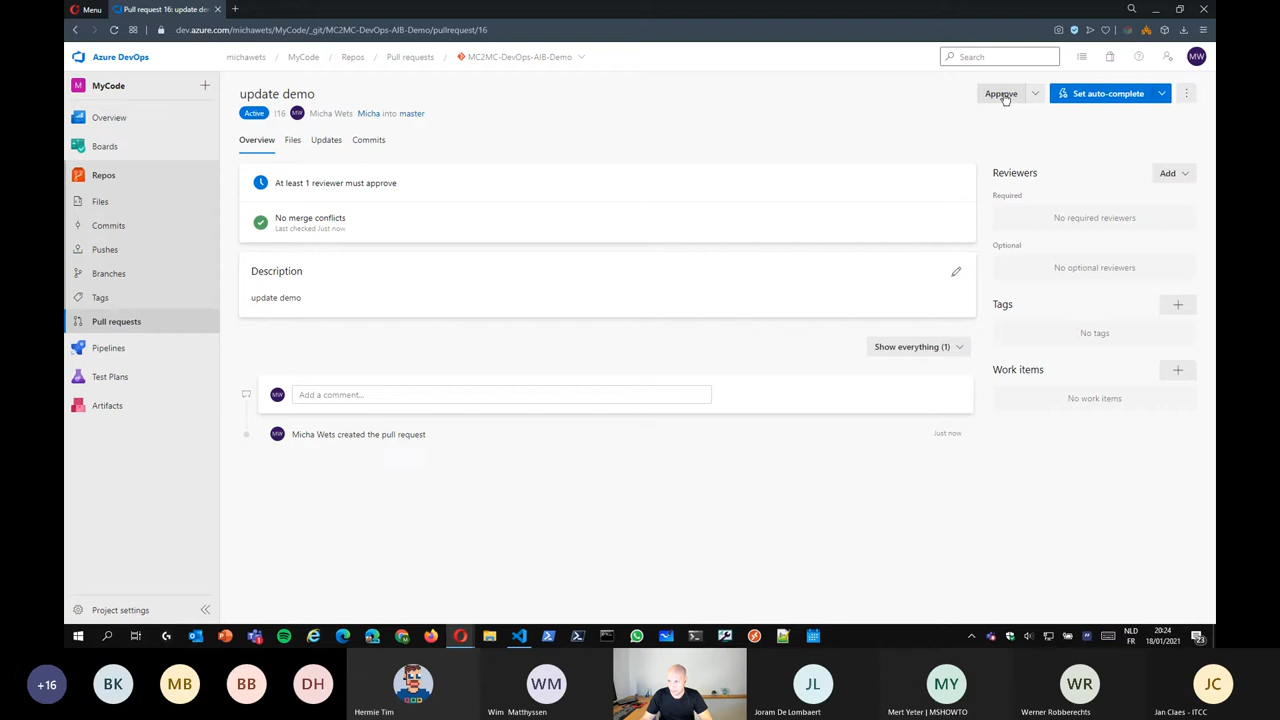 Menu
Pull request 16: update de
dev.azure.com/michawets/MyCode/_git/MC2MC-DevOps-AIB-Demo/pullrequest/16
Azure DevOps
michawets / MyCode / Repos / Pull requests / MC2MC-DevOps-AIB-Demo
Search
MW
M
MyCode
Overview
Boards
Repos
Files
Commits
Pushes
Branches
Tags
Pull requests
Pipelines
Test Plans
Artifacts
Project settings
update demo
Active
!16
MW
Micha Wets
Micha into master
Approve
Set auto-complete
Overview
Files
Updates
Commits
At least 1 reviewer must approve
No merge conflicts
Last checked Just now
Description
update demo
Show everything (1)
MW
Add a comment...
MW
Micha Wets created the pull request
Just now
Reviewers
Add
Required
No required reviewers
Optional
No optional reviewers
Tags
No tags
Work items
No work items
NLD
FR
20:24
18/01/2021
23
+16
BK
MB
BB
DH
Hermie Tim
WM
Wim Matthyssen
JL
Joram De Lombaert
MY
Mert Yeter | MSHOWTO
WR
Werner Robberechts
JC
Jan Claes - ITCC